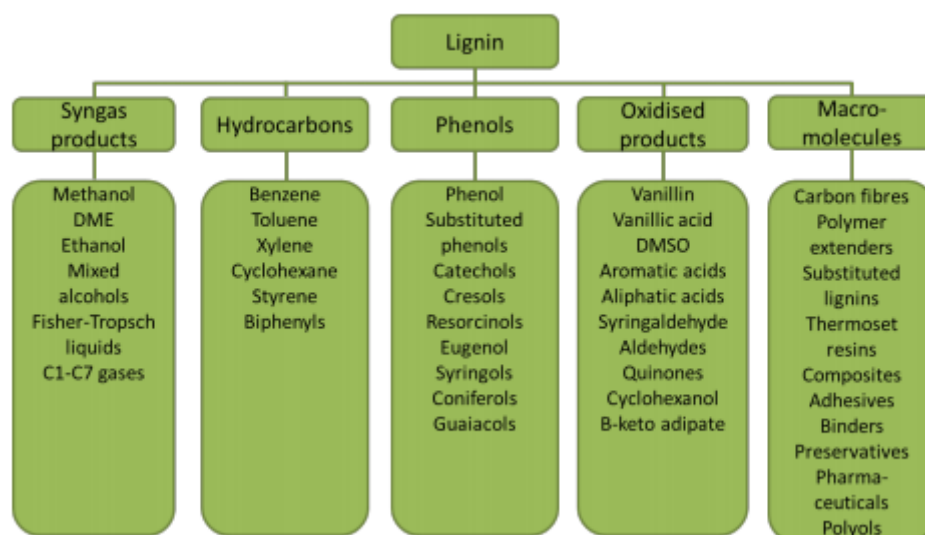 Lignin
Syngas
products
Hydrocarbons
Phenols
Oxidised
products
Macro-
molecules
Methanol
DME
Ethanol
Mixed
alcohols
Fisher-Tropsch
liquids
C1-C7 gases
Benzene
Toluene
Xylene
Cyclohexane
Styrene
Biphenyls
Phenol
Substituted
phenols
Catechols
Cresols
Resorcinols
Eugenol
Syringols
Coniferols
Guaiacols
Vanillin
Vanillic acid
DMSO
Aromatic acids
Aliphatic acids
Syringaldehyde
Aldehydes
Quinones
Cyclohexanol
B-keto adipate
Carbon fibres
Polymer
extenders
Substituted
lignins
Thermoset
resins
Composites
Adhesives
Binders
Preservatives
Pharma-
ceuticals
Polyols